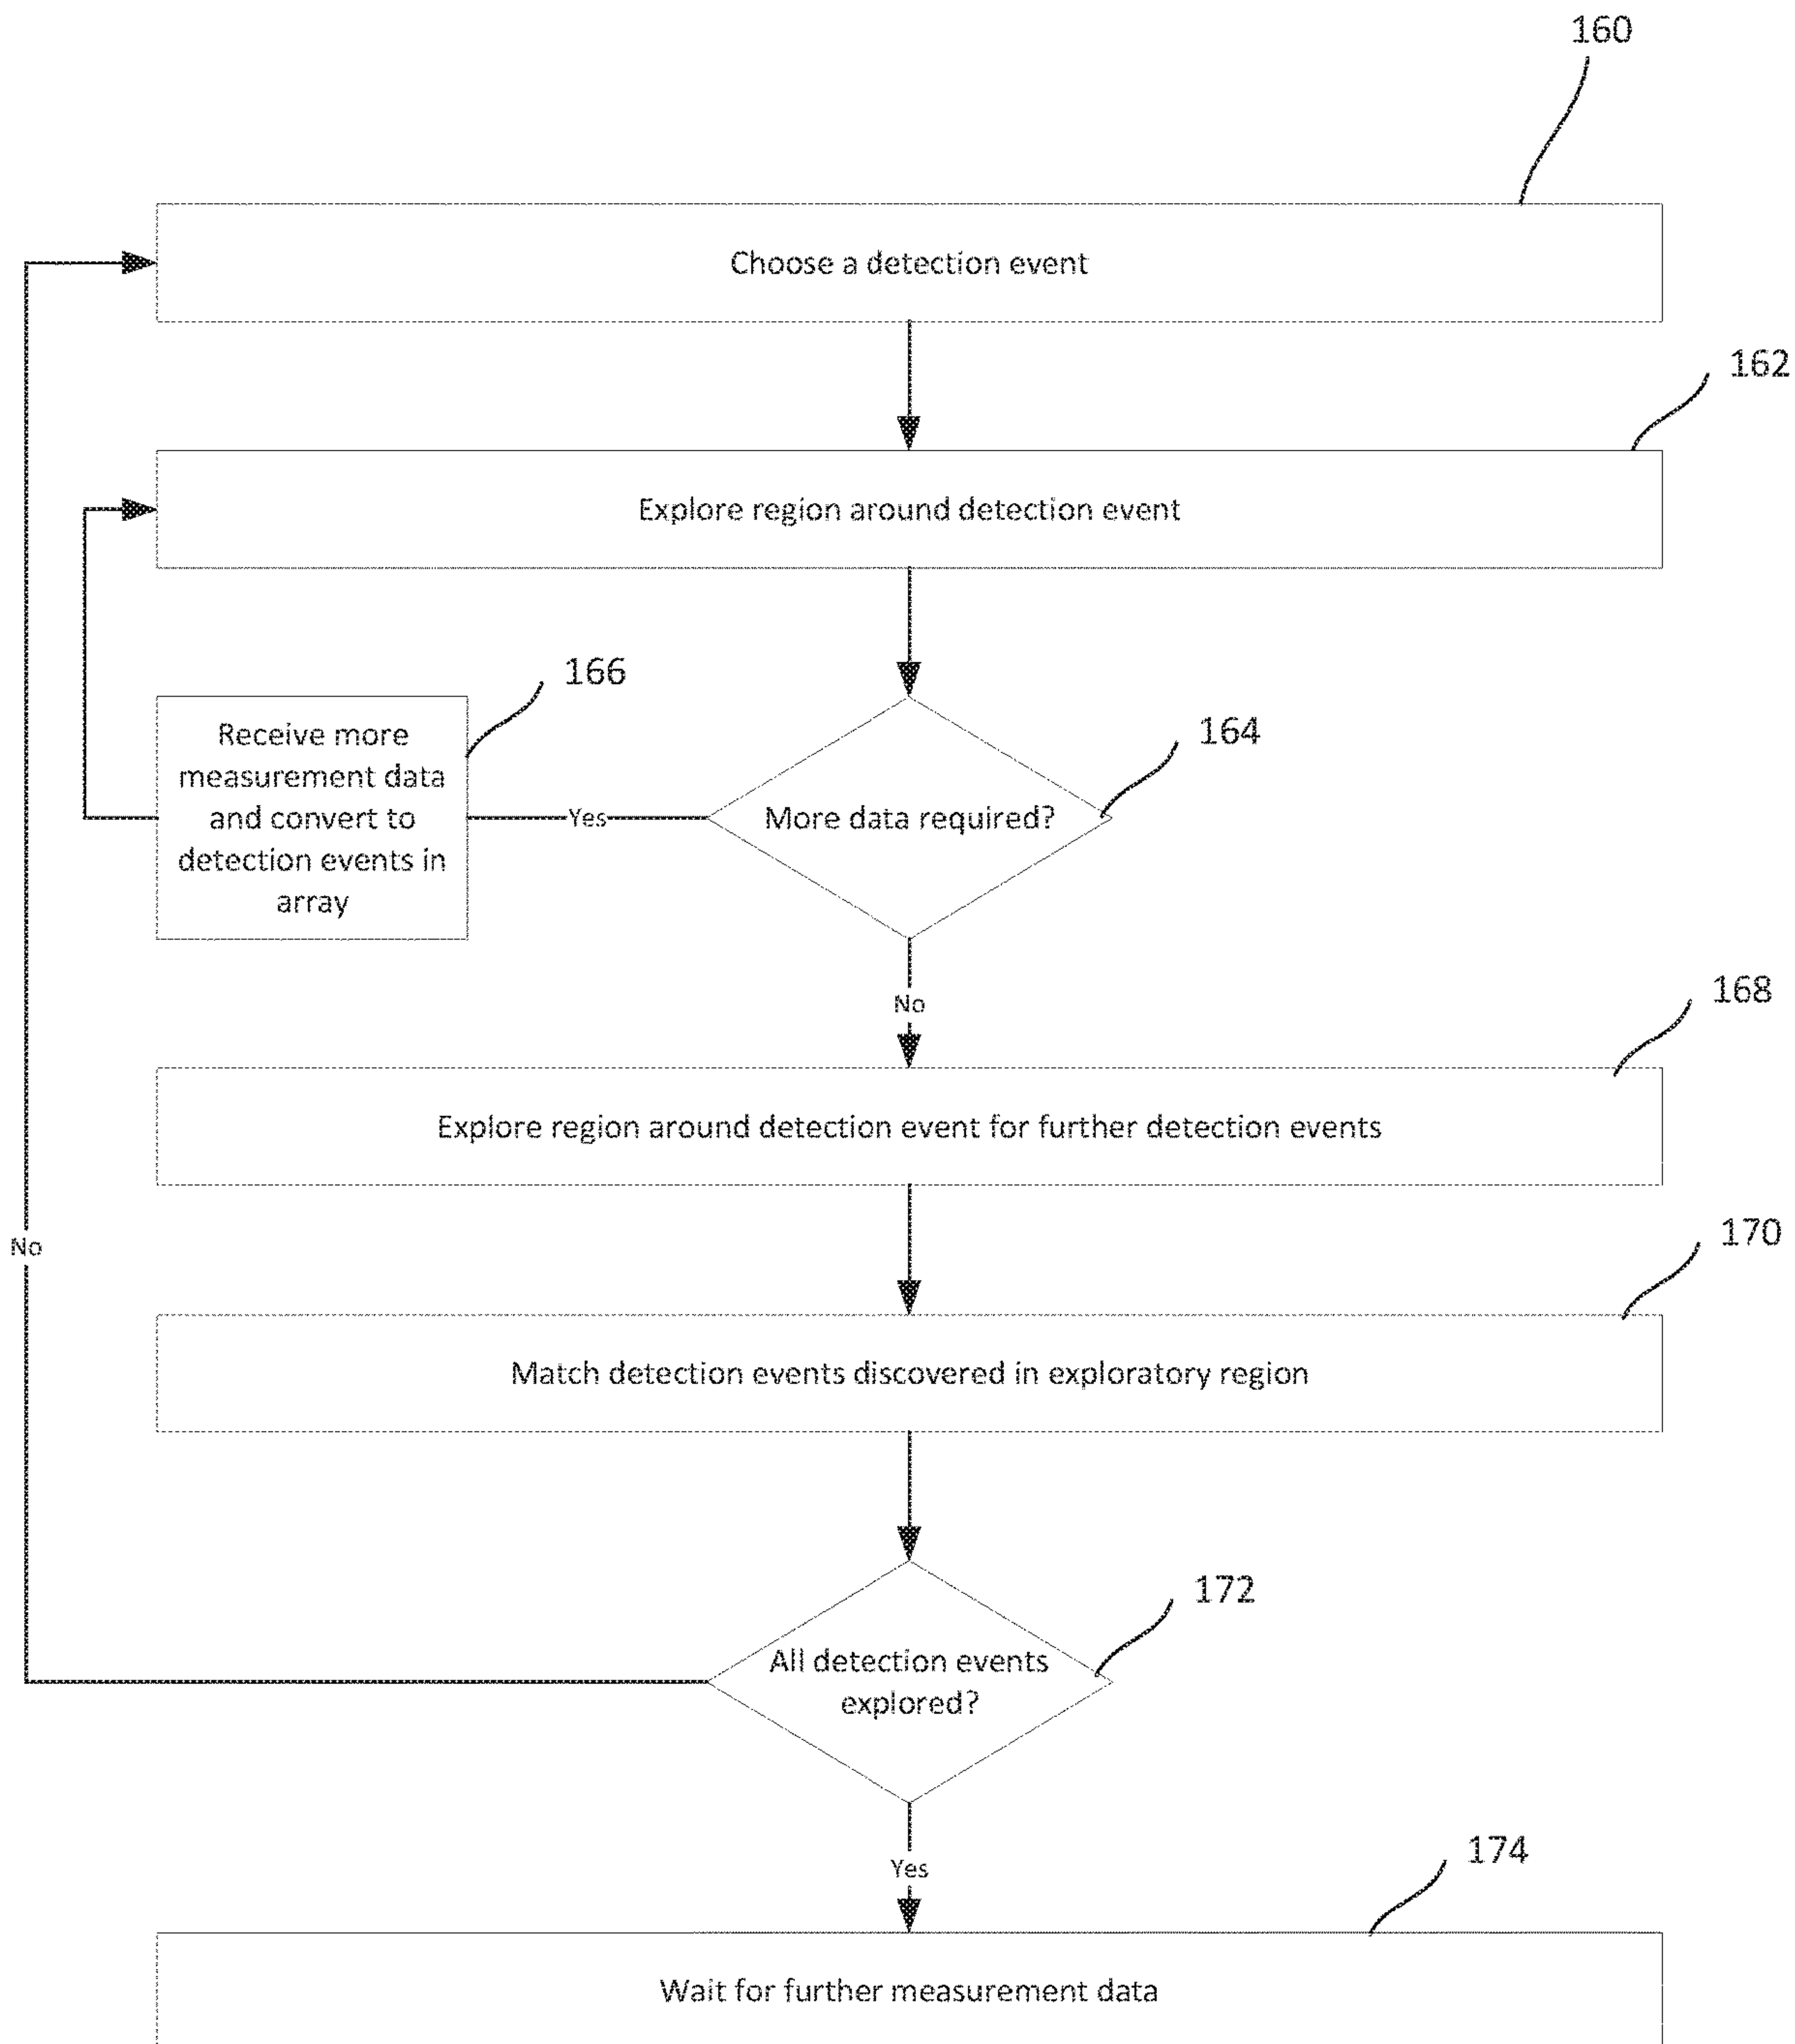 160
Choose a detection event
162
Explore region around detection event
166
Receive more
measurement data
and convert to
detection events in
array
Yes
More data required?
164
No
168
Explore region around detection event for further detection events
No
170
Match detection events discovered in exploratory region
172
All detection events
explored?
Yes
174
Wait for further measurement data